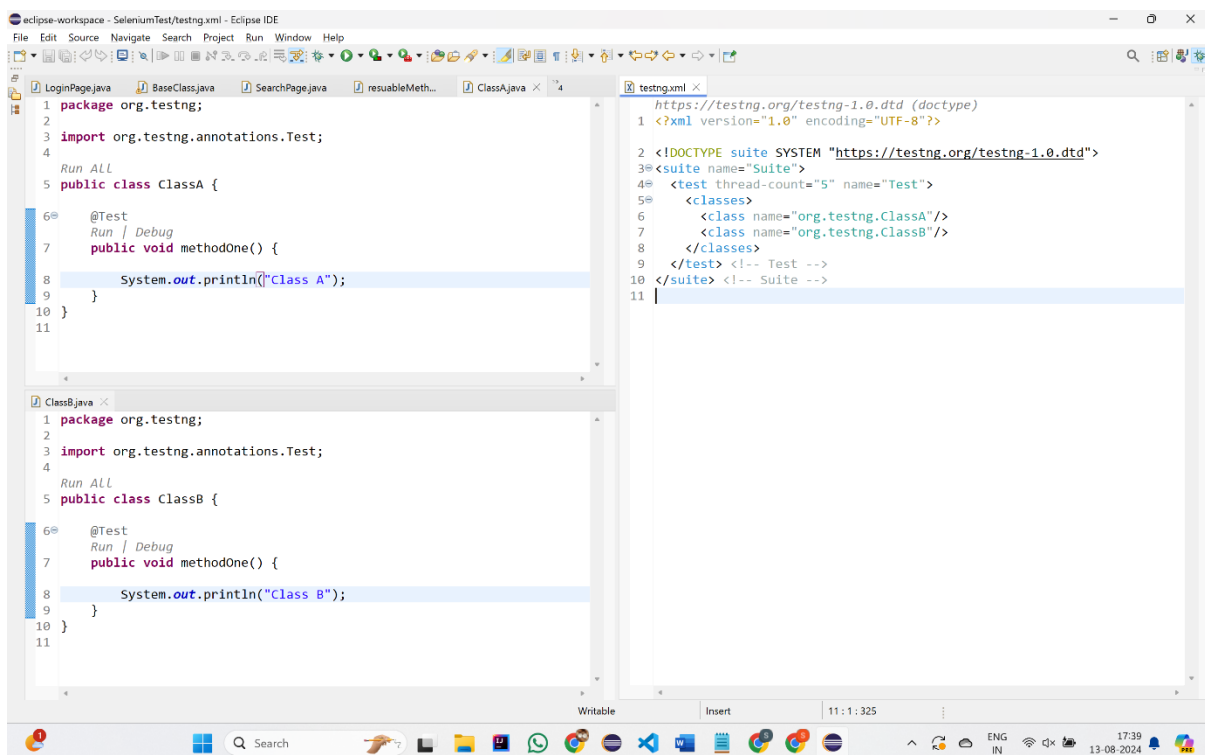 eclipse-workspace - SeleniumTest/testng.xml - Eclipse IDE
File Edit Source Navigate Search Project Run Window Help
LoginPage.java BaseClass.java SearchPage.java resuableMeth... ClassA.java 4
1 package org.testng;
2
3 import org.testng.annotations.Test;
4
Run All
5 public class ClassA {
6 @Test
Run | Debug
7 public void methodOne() {
8 System.out.println("Class A");
9 }
10 }
11
ClassB.java
1 package org.testng;
2
3 import org.testng.annotations.Test;
4
Run All
5 public class ClassB {
6 @Test
Run | Debug
7 public void methodOne() {
8 System.out.println("Class B");
9 }
10 }
11
testng.xml
https://testng.org/testng-1.0.dtd (doctype)
1 <?xml version="1.0" encoding="UTF-8"?>
2 <!DOCTYPE suite SYSTEM "https://testng.org/testng-1.0.dtd">
3 <suite name="Suite">
4 <test thread-count="5" name="Test">
5 <classes>
6 <class name="org.testng.ClassA"/>
7 <class name="org.testng.ClassB"/>
8 </classes>
9 </test> <!-- Test -->
10 </suite> <!-- Suite -->
11
Writable Insert 11 : 1 : 325
1 Search ENG 17:39
IN 13-08-2024 PRE